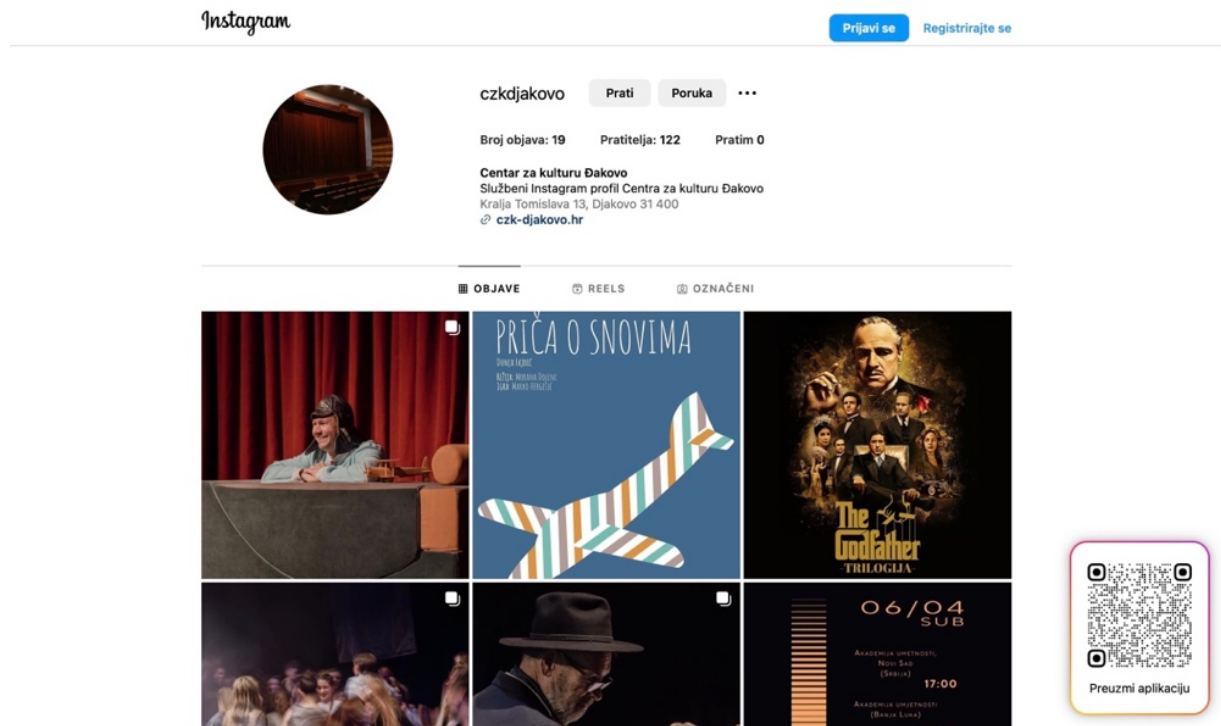 Instagram
Prijavi se
Registrirajte se
czkdjakovo
Prati
Poruka
Broj objava: 19
Pratitelja: 122
Pratim 0
Centar za kulturu Đakovo
Službeni Instagram profil Centra za kulturu Đakovo
Kralja Tomislava 13, Djakovo 31 400
czk-djakovo.hr
OBJAVE
REELS
OZNAČENI
PRIČA O SNOVIMA
The
Godfather
-TRILOGIJA-
06/04
SUB
AKADEMIJA UMETNOSTI,
NOVI SAD
(SRBIJA)
17:00
AKADEMIJA UMJETNOSTI
(BANJA LUKA)
Preuzmi aplikaciju